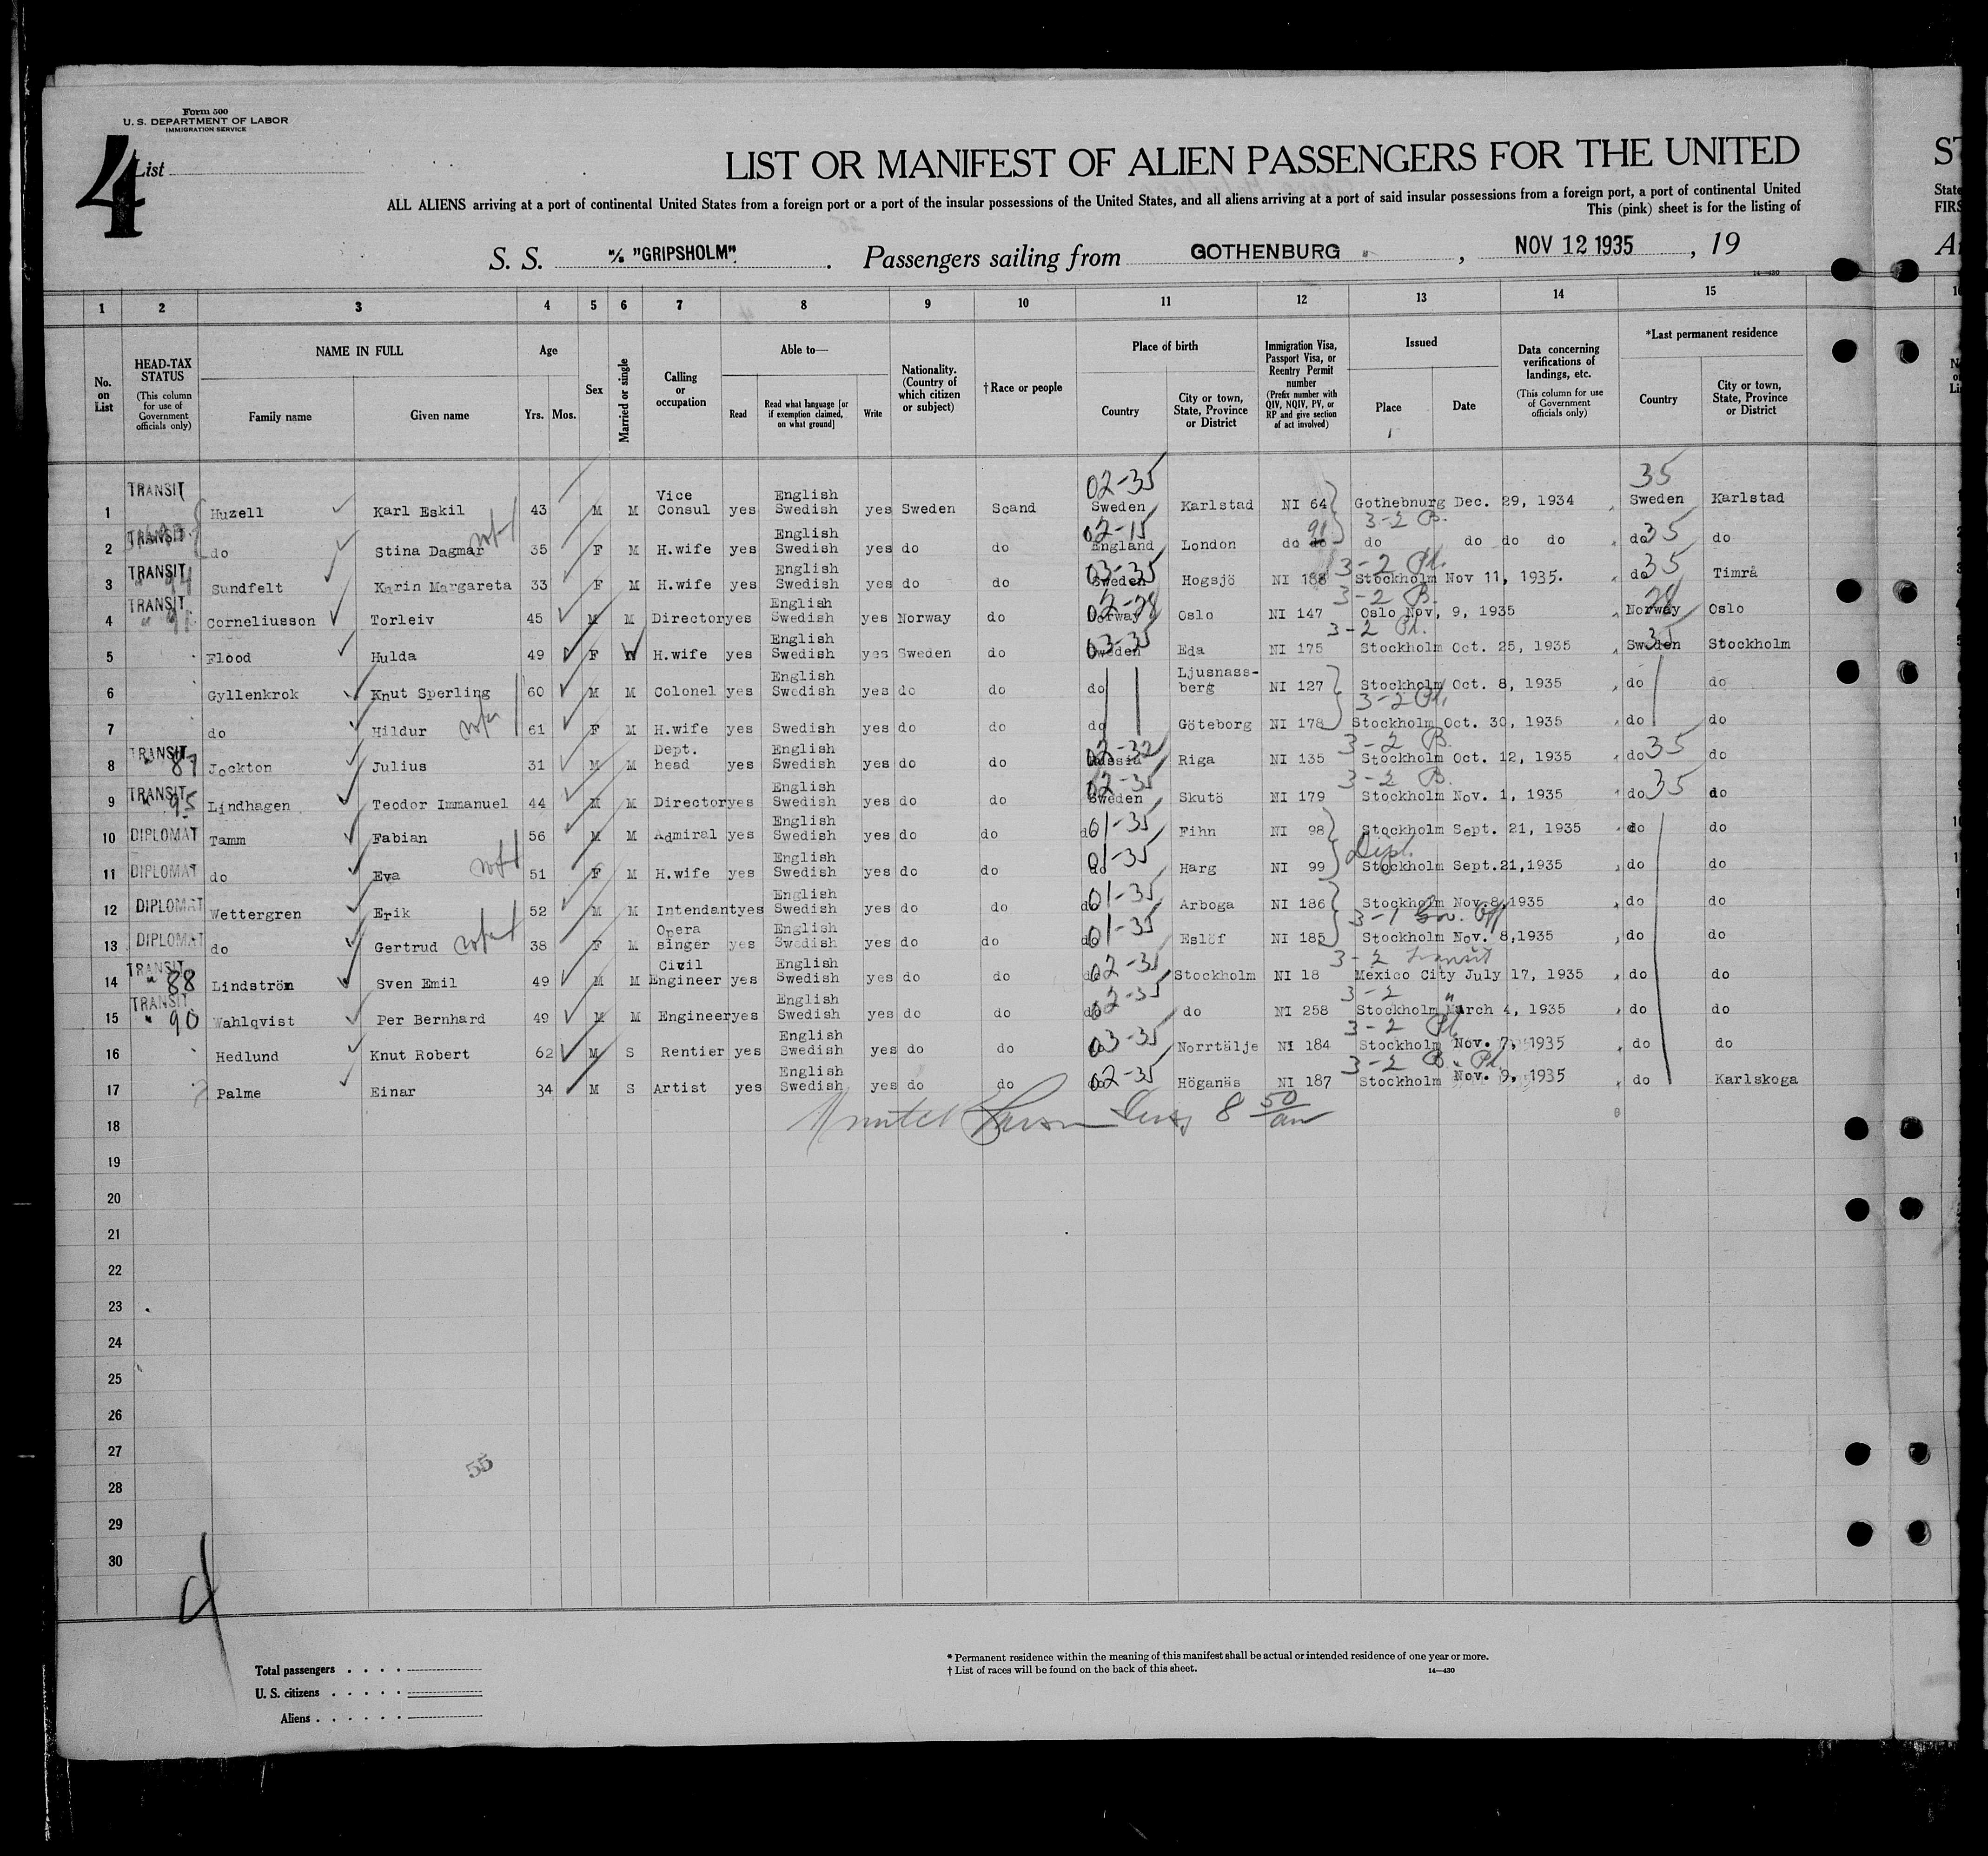 Form 500
U. S. DEPARTMENT OF LABOR
IMMIGRATION SERVICE
4
List
LIST OR MANIFEST OF ALIEN PASSENGERS FOR THE UNITED
ST
ALL ALIENS arriving at a port of continental United States from a foreign port or a port of the insular possessions of the United States, and all aliens arriving at a port of said insular possessions from a foreign port, a port of continental United
State
This (pink) sheet is for the listing of
FIRS
S. S. M/S "GRIPSHOLM". Passengers sailing from GOTHENBURG, NOV 12 1935, 19
14—430
1 2 3 4 5 6 7 8 9 10 11 12 13 14 15
No. on List
HEAD-TAX STATUS (This column for use of Government officials only)
NAME IN FULL
Family name
Given name
Age
Yrs. Mos.
Sex
Married or single
Calling or occupation
Able to—
Read
Read what language [or if exemption claimed, on what ground]
Write
Nationality. (Country of which citizen or subject)
†Race or people
Place of birth
Country
City or town, State, Province or District
Immigration Visa, Passport Visa, or Reentry Permit number (Prefix number with QIV, NQIV, PV, or RP and give section of act involved)
Issued
Place
Date
Data concerning verifications of landings, etc. (This column for use of Government officials only)
*Last permanent residence
Country
City or town, State, Province or District
1 TRANSIT Huzell Karl Eskil 43 M M Vice Consul yes English Swedish yes Sweden Scand 02-35 Sweden Karlstad NI 64 Gothebnurg Dec. 29, 1934 35 Sweden Karlstad
3-2 B.
2 TRANSIT do Stina Dagmar 35 F M H.wife yes English Swedish yes do do 02-15 England London do do 91 do do do do do 35 do
3-2 Pl.
3 TRANSIT 94 Sundfelt Karin Margareta 33 F M H.wife yes English Swedish yes do do 03-35 Sweden Hogsjö NI 188 Stockholm Nov 11, 1935. do 35 Timrå
3-2 B.
4 TRANSIT Corneliusson Torleiv 45 M M Director yes English Swedish yes Norway do 02-28 Norway Oslo NI 147 Oslo Nov, 9, 1935 28 Norway Oslo
3-2 Pl.
5 Flood Hulda 49 F H.wife yes English Swedish yes Sweden do 03-35 Sweden Eda NI 175 Stockholm Oct. 25, 1935 35 Sweden Stockholm
6 Gyllenkrok Knut Sperling 60 M M Colonel yes English Swedish yes do do do Ljusnass-berg NI 127 Stockholm Oct. 8, 1935 do do
3-2 Pl.
7 do Hildur 61 F M H.wife yes Swedish yes do do do Göteborg NI 178 Stockholm Oct. 30, 1935 do do
3-2 B.
8 TRANSIT 87 Jockton Julius 31 M M Dept. head yes English Swedish yes do do 02-32 Russia Riga NI 135 Stockholm Oct. 12, 1935 do 35 do
3-2 B.
9 TRANSIT 95 Lindhagen Teodor Immanuel 44 M M Director yes English Swedish yes do do 02-35 Sweden Skutö NI 179 Stockholm Nov. 1, 1935 do 35 do
10 DIPLOMAT Tamm Fabian 56 M M Admiral yes English Swedish yes do do do 01-35 Fihn NI 98 Stockholm Sept. 21, 1935 do do
Dipl.
11 DIPLOMAT do Eva 51 F M H.wife yes English Swedish yes do do do 01-35 Harg NI 99 Stockholm Sept.21,1935 do do
12 DIPLOMAT Wettergren Erik 52 M M Intendant yes English Swedish yes do do do 01-35 Arboga NI 186 Stockholm Nov.8,1935 do do
3-1 Gov. Off
13 DIPLOMAT do Gertrud 38 F M Opera singer yes English Swedish yes do do do 01-35 Eslöf NI 185 Stockholm Nov. 8,1935 do do
3-2 Transit
14 TRANSIT " 88 Lindström Sven Emil 49 M M Civil Engineer yes English Swedish yes do do do 02-35 Stockholm NI 18 Mexico City July 17, 1935 do do
3-2 "
15 TRANSIT " 90 Wahlqvist Per Bernhard 49 M M Engineer yes English Swedish yes do do do 02-35 do NI 258 Stockholm March 4, 1935 do do
3-2 Pl.
16 Hedlund Knut Robert 62 M S Rentier yes English Swedish yes do do 03-35 Norrtälje NI 184 Stockholm Nov. 7, 1935 do do
3-2 B. Pl.
17 Palme Einar 34 M S Artist yes English Swedish yes do do do 02-35 Höganäs NI 187 Stockholm Nov. 9, 1935 do Karlskoga
18 8 50/am
19
20
21
22
23
24
25
26
27
55
28
29
30
Total passengers
U. S. citizens
Aliens
* Permanent residence within the meaning of this manifest shall be actual or intended residence of one year or more.
† List of races will be found on the back of this sheet.
14—430